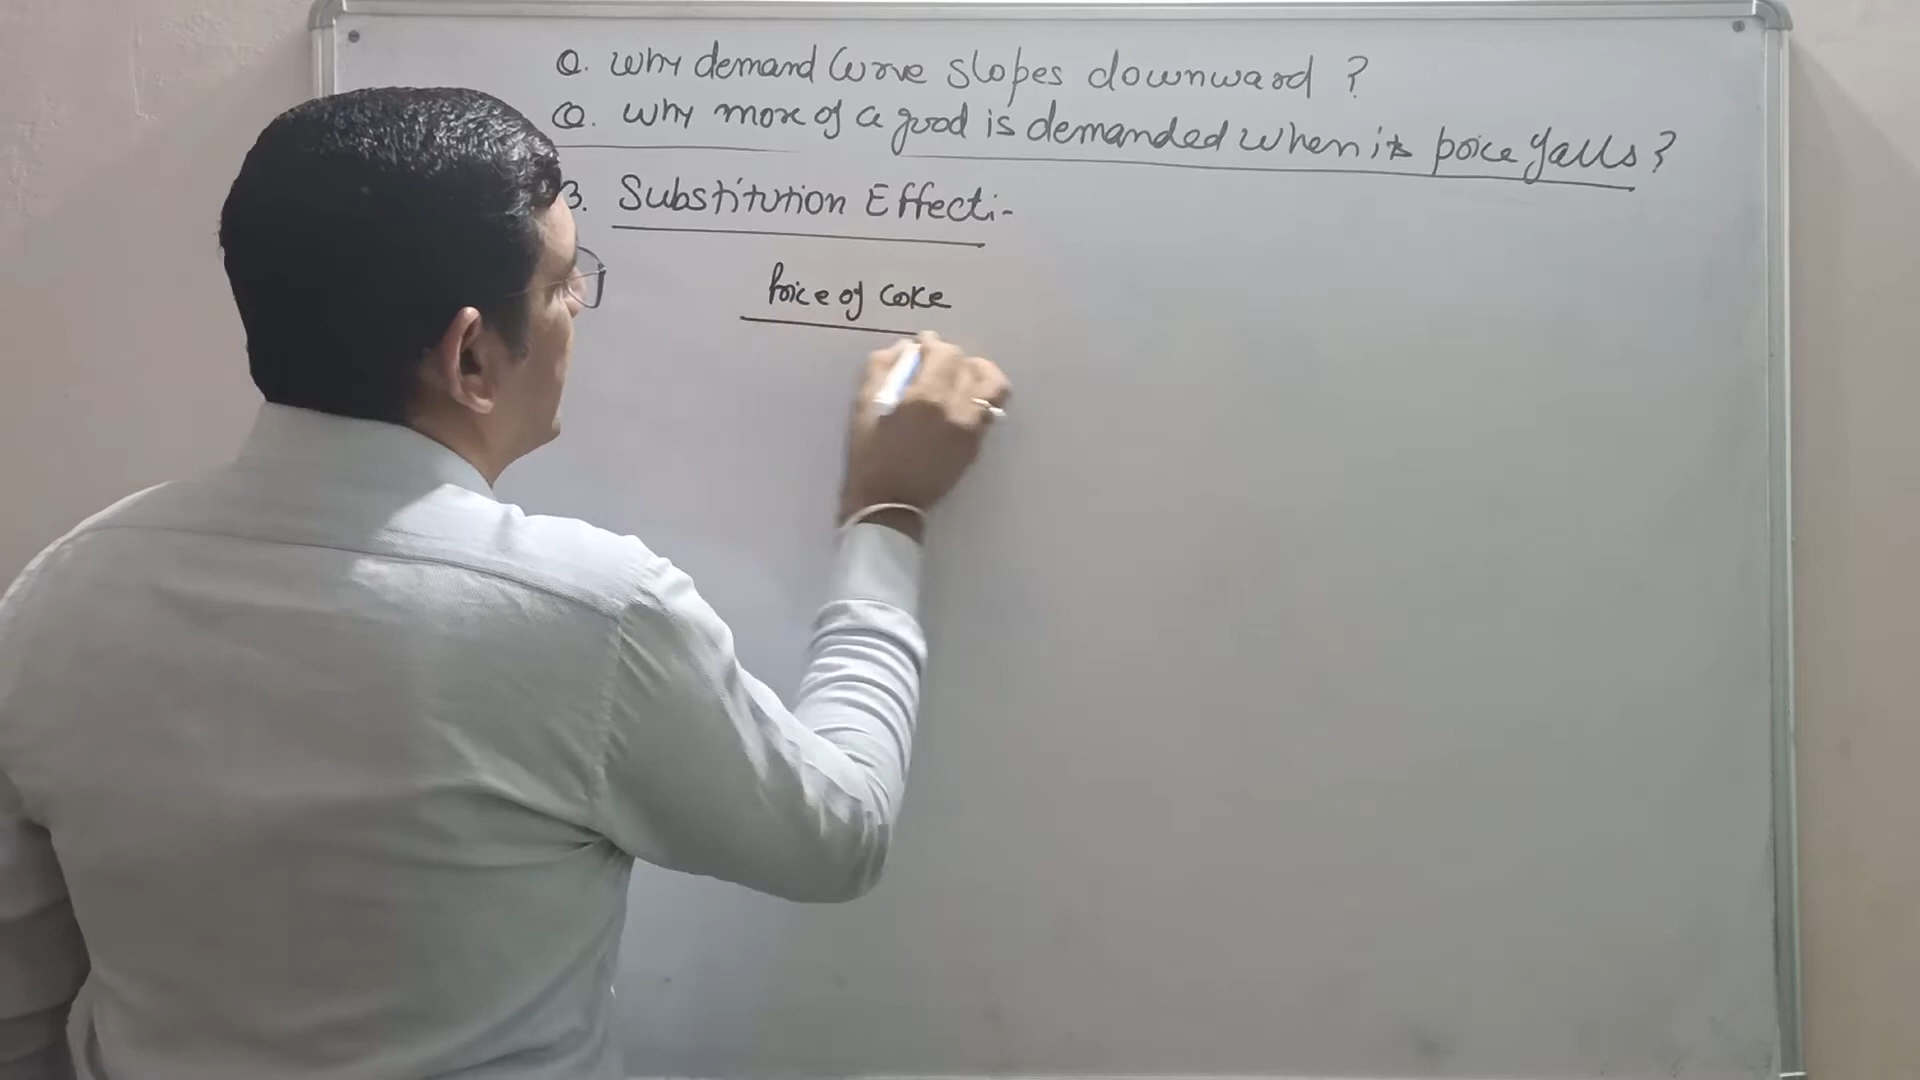 Q. Why demand Curve slopes downward ?
Q. Why more of a good is demanded when its price falls ?
3. Substitution Effect:-
Price of Coke